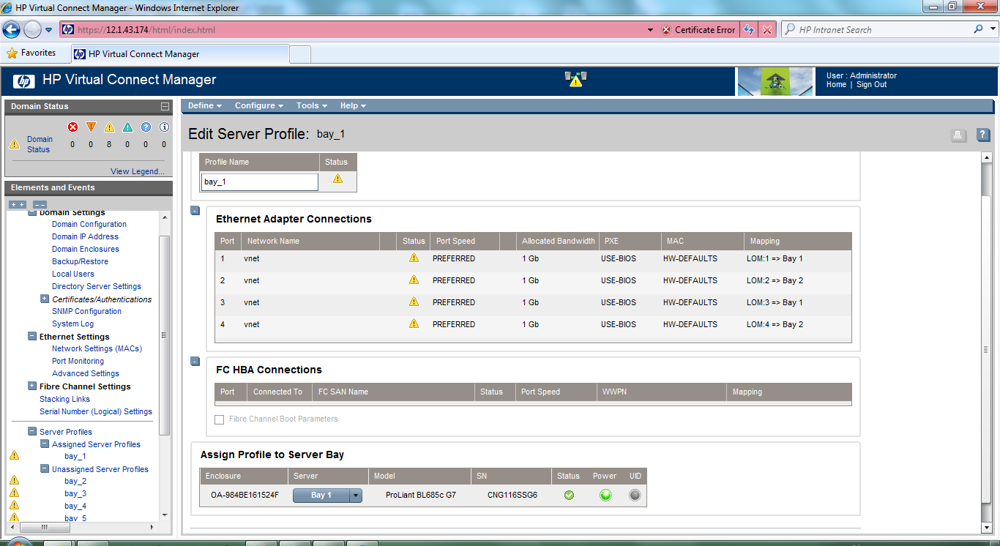 HP Virtual Connect Manager - Windows Internet Explorer
https://12.1.43.174/html/index.html
Certificate Error
HP Intranet Search
Favorites
HP Virtual Connect Manager
hp HP Virtual Connect Manager
User : Administrator
Home | Sign Out
Domain Status
Domain Status
0 0 8 0 0 0
View Legend...
Elements and Events
Domain Settings
Domain Configuration
Domain IP Address
Domain Enclosures
Backup/Restore
Local Users
Directory Server Settings
Certificates/Authentications
SNMP Configuration
System Log
Ethernet Settings
Network Settings (MACs)
Port Monitoring
Advanced Settings
Fibre Channel Settings
Stacking Links
Serial Number (Logical) Settings
Server Profiles
Assigned Server Profiles
bay_1
Unassigned Server Profiles
bay_2
bay_3
bay_4
bay_5
Define Configure Tools Help
Edit Server Profile: bay_1
Profile Name Status
bay_1
Ethernet Adapter Connections
Port Network Name Status Port Speed Allocated Bandwidth PXE MAC Mapping
1 vnet PREFERRED 1 Gb USE-BIOS HW-DEFAULTS LOM:1 => Bay 1
2 vnet PREFERRED 1 Gb USE-BIOS HW-DEFAULTS LOM:2 => Bay 2
3 vnet PREFERRED 1 Gb USE-BIOS HW-DEFAULTS LOM:3 => Bay 1
4 vnet PREFERRED 1 Gb USE-BIOS HW-DEFAULTS LOM:4 => Bay 2
FC HBA Connections
Port Connected To FC SAN Name Status Port Speed WWPN Mapping
Fibre Channel Boot Parameters
Assign Profile to Server Bay
Enclosure Server Model SN Status Power UID
OA-984BE161524F Bay 1 ProLiant BL685c G7 CNG116SSG6